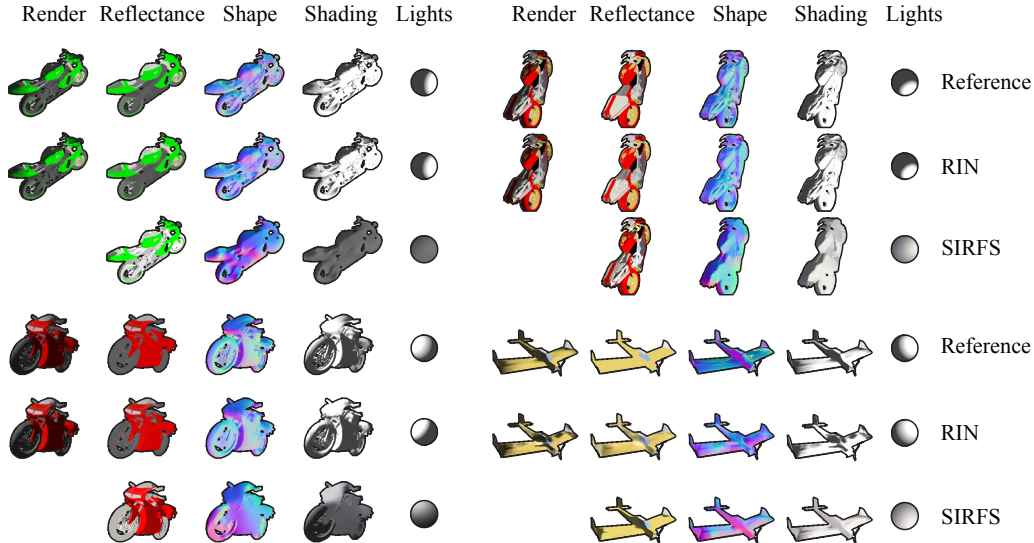 Render Reflectance Shape Shading Lights Render Reflectance Shape Shading Lights
Reference
RIN
SIRFS
Reference
RIN
SIRFS